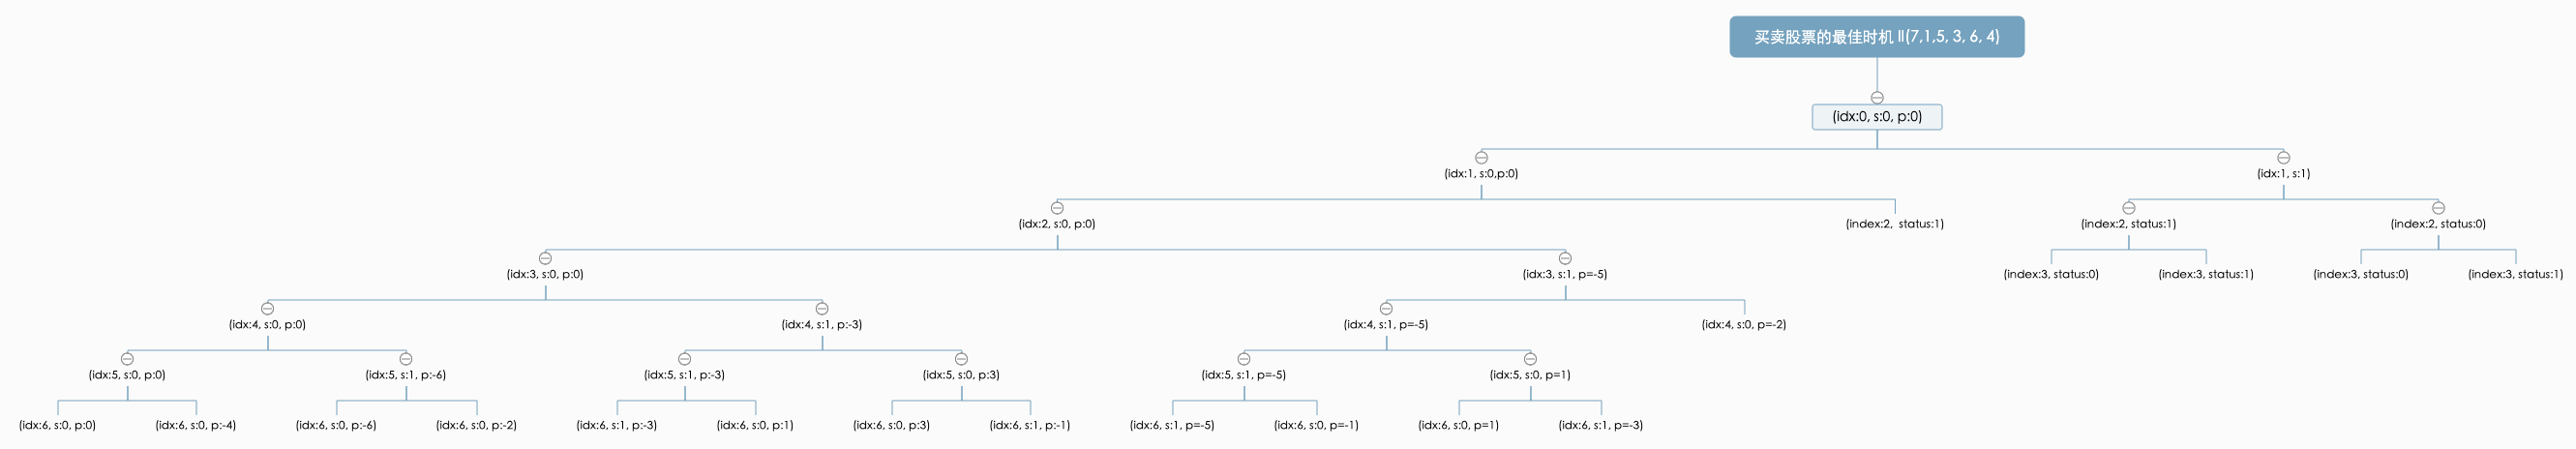 买卖股票的最佳时机 II(7,1,5, 3, 6, 4)
(idx:0, s:0, p:0)
(idx:1, s:0,p:0)
(idx:1, s:1)
(idx:2, s:0, p:0)
(index:2, status:1)
(index:2, status:1)
(index:2, status:0)
(idx:3, s:0, p:0)
(idx:3, s:1, p=-5)
(index:3, status:0)
(index:3, status:1)
(index:3, status:0)
(index:3, status:1)
(idx:4, s:0, p:0)
(idx:4, s:1, p:-3)
(idx:4, s:1, p=-5)
(idx:4, s:0, p=-2)
(idx:5, s:0, p:0)
(idx:5, s:1, p:-6)
(idx:5, s:1, p:-3)
(idx:5, s:0, p:3)
(idx:5, s:1, p=-5)
(idx:5, s:0, p=1)
(idx:6, s:0, p:0)
(idx:6, s:0, p:-4)
(idx:6, s:0, p:-6)
(idx:6, s:0, p:-2)
(idx:6, s:1, p:-3)
(idx:6, s:0, p:1)
(idx:6, s:0, p:3)
(idx:6, s:1, p:-1)
(idx:6, s:1, p=-5)
(idx:6, s:0, p=-1)
(idx:6, s:0, p=1)
(idx:6, s:1, p=-3)